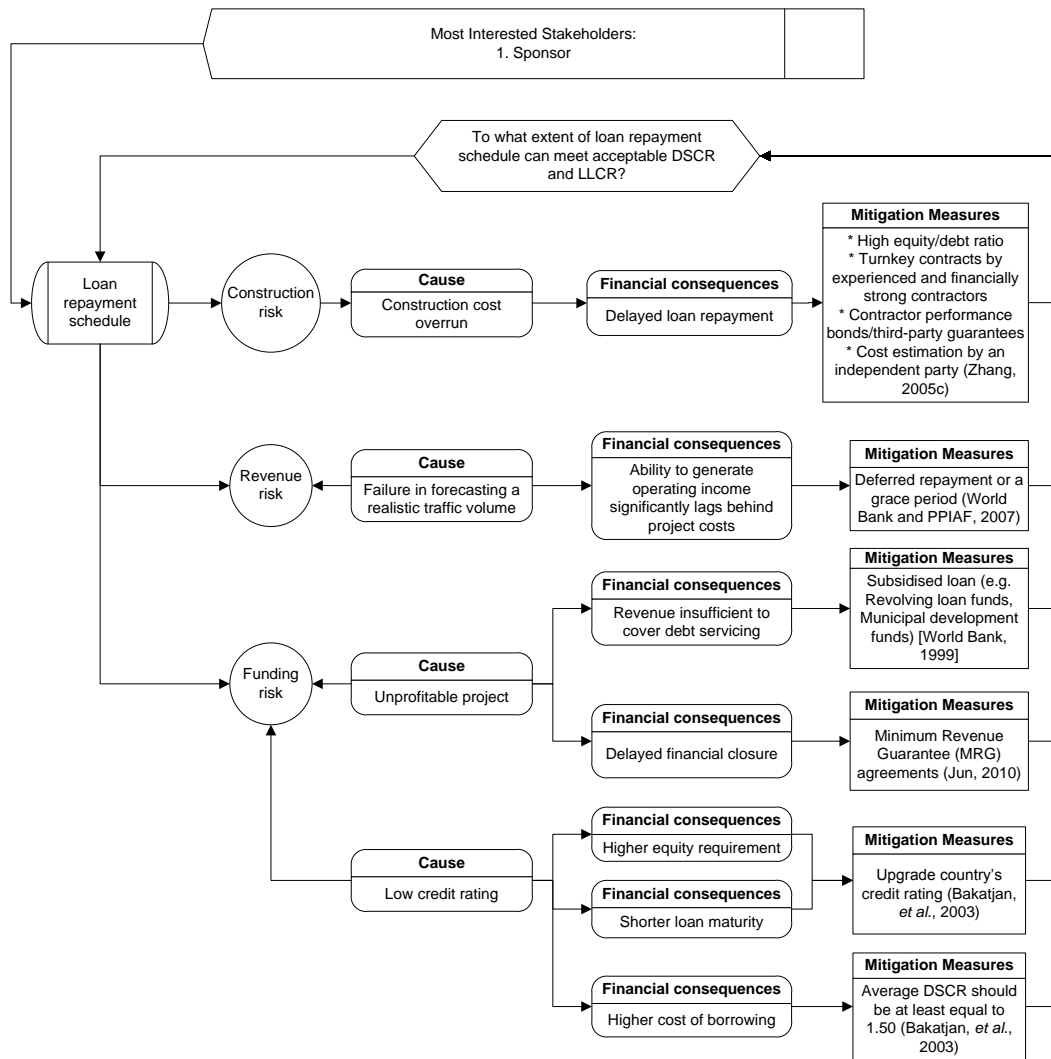 Most Interested Stakeholders:
1. Sponsor
To what extent of loan repayment
schedule can meet acceptable DSCR
and LLCR?
Loan
repayment
schedule
Construction
risk
Cause
Construction cost
overrun
Financial consequences
Delayed loan repayment
Mitigation Measures
* High equity/debt ratio
* Turnkey contracts by
experienced and financially
strong contractors
* Contractor performance
bonds/third-party guarantees
* Cost estimation by an
independent party (Zhang,
2005c)
Revenue
risk
Cause
Failure in forecasting a
realistic traffic volume
Financial consequences
Ability to generate
operating income
significantly lags behind
project costs
Mitigation Measures
Deferred repayment or a
grace period (World
Bank and PPIAF, 2007)
Funding
risk
Cause
Unprofitable project
Financial consequences
Revenue insufficient to
cover debt servicing
Mitigation Measures
Subsidised loan (e.g.
Revolving loan funds,
Municipal development
funds) [World Bank,
1999]
Financial consequences
Delayed financial closure
Mitigation Measures
Minimum Revenue
Guarantee (MRG)
agreements (Jun, 2010)
Cause
Low credit rating
Financial consequences
Higher equity requirement
Financial consequences
Shorter loan maturity
Mitigation Measures
Upgrade country's
credit rating (Bakatjan,
et al., 2003)
Financial consequences
Higher cost of borrowing
Mitigation Measures
Average DSCR should
be at least equal to
1.50 (Bakatjan, et al.,
2003)